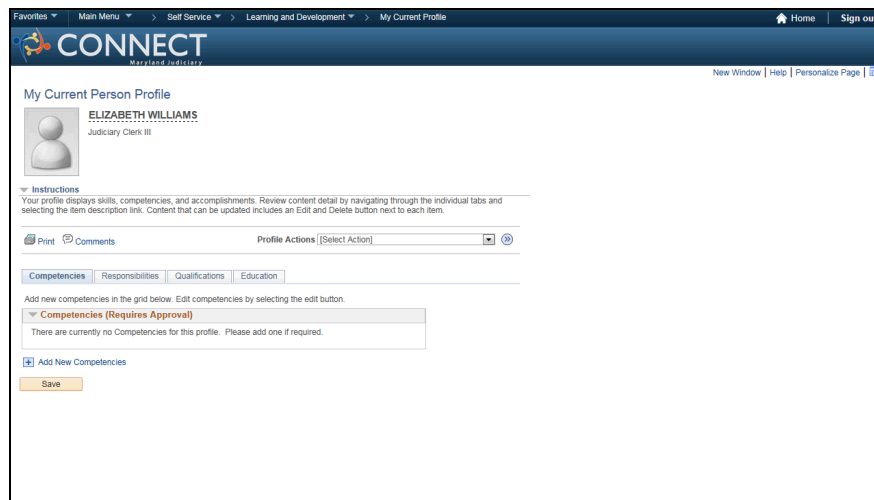 Favorites Main Menu > Self Service > Learning and Development > My Current Profile Home Sign ou
CONNECT
Maryland Judiciary
New Window | Help | Personalize Page |
My Current Person Profile
ELIZABETH WILLIAMS
Judiciary Clerk III
Instructions
Your profile displays skills, competencies, and accomplishments. Review content detail by navigating through the individual tabs and
selecting the item description link. Content that can be updated includes an Edit and Delete button next to each item.
Print Comments Profile Actions [Select Action]
Competencies Responsibilities Qualifications Education
Add new competencies in the grid below. Edit competencies by selecting the edit button.
Competencies (Requires Approval)
There are currently no Competencies for this profile. Please add one if required.
Add New Competencies
Save